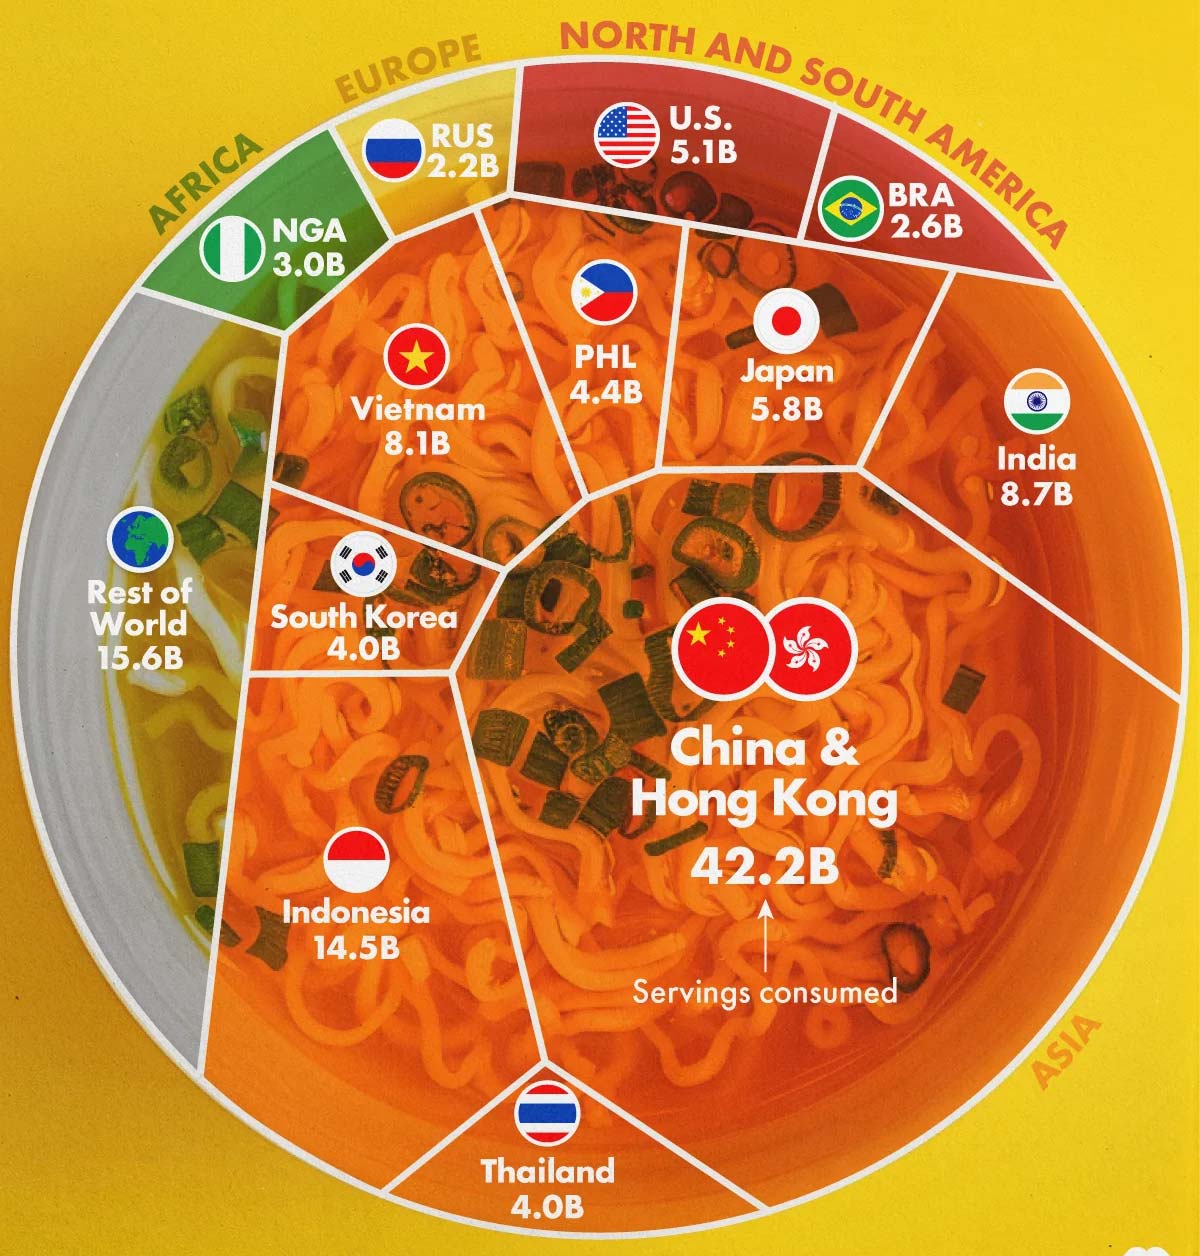 NORTH AND SOUTH AMERICA
EUROPE
AFRICA
U.S.
5.1B
RUS
2.2B
BRA
2.6B
NGA
3.0B
PHL
4.4B
Japan
5.8B
Vietnam
8.1B
India
8.7B
Rest of
World
15.6B
South Korea
4.0B
China &
Hong Kong
42.2B
Servings consumed
Indonesia
14.5B
ASIA
Thailand
4.0B